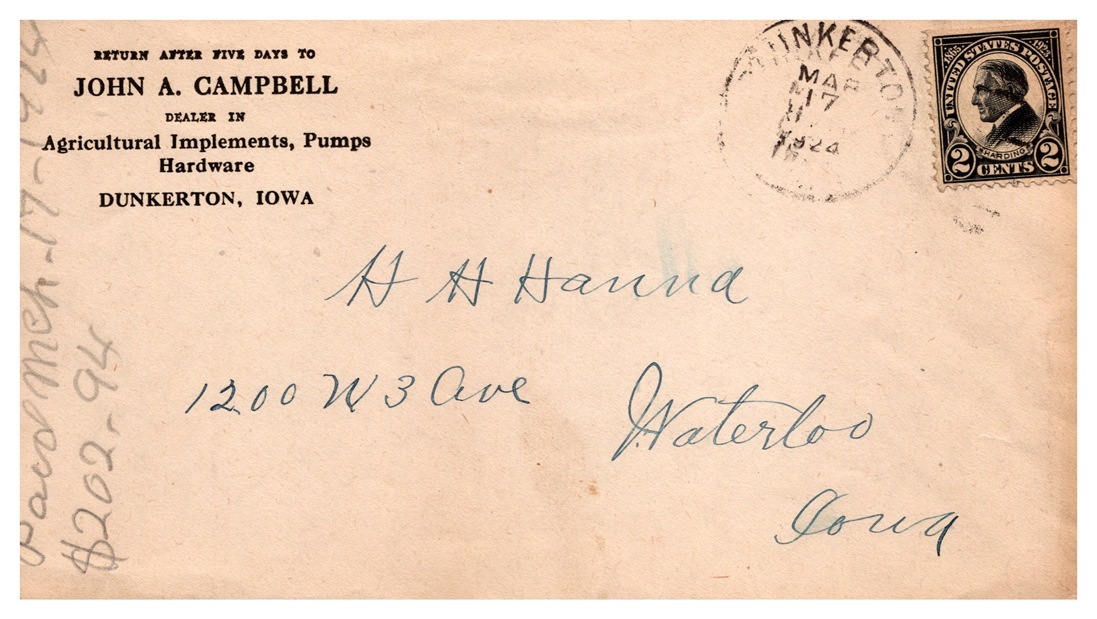 RETURN AFTER FIVE DAYS TO
JOHN A. CAMPBELL
DEALER IN
Agricultural Implements, Pumps
Hardware
DUNKERTON, IOWA
DUNKERTON
MAR
17
1924
1865 1923
UNITED STATES POSTAGE
HARDING
2 CENTS 2
H H Hanna
1200 W 3 Ave
Waterloo
Iowa
Paid Mch-17-1924
$202.94